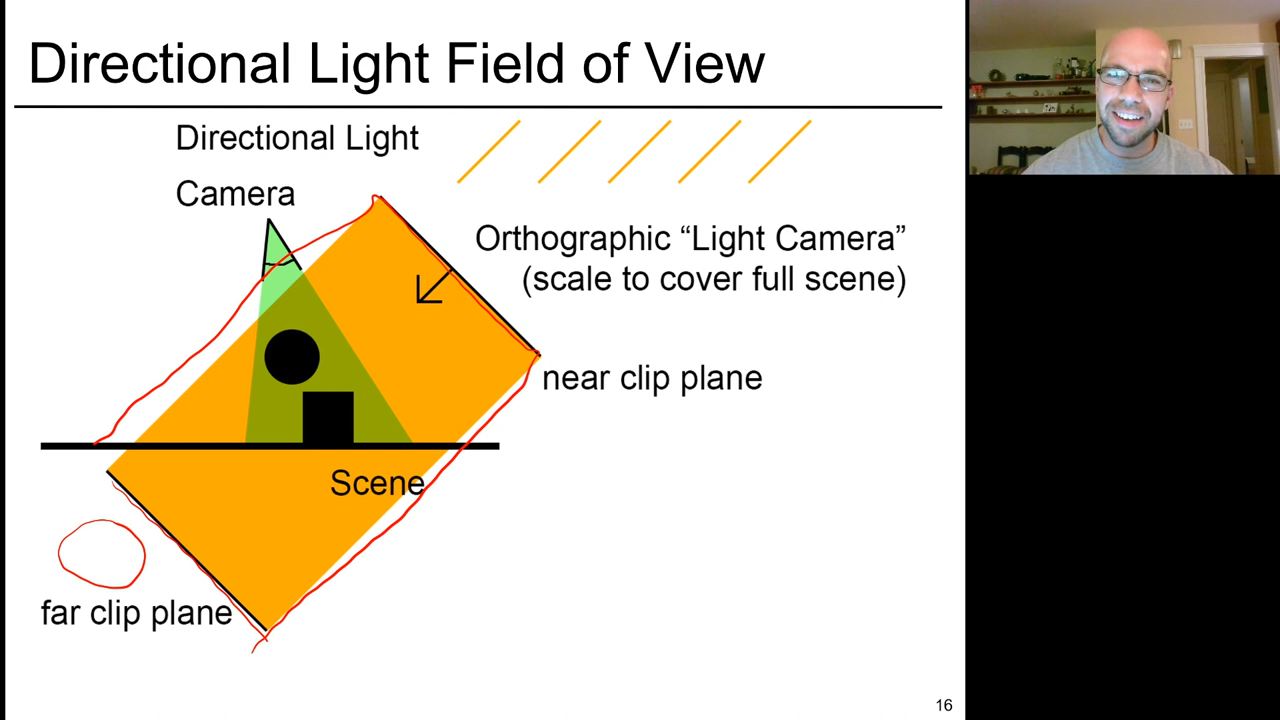 Directional Light Field of View
Directional Light
Camera
Orthographic “Light Camera”
(scale to cover full scene)
near clip plane
Scene
far clip plane
16